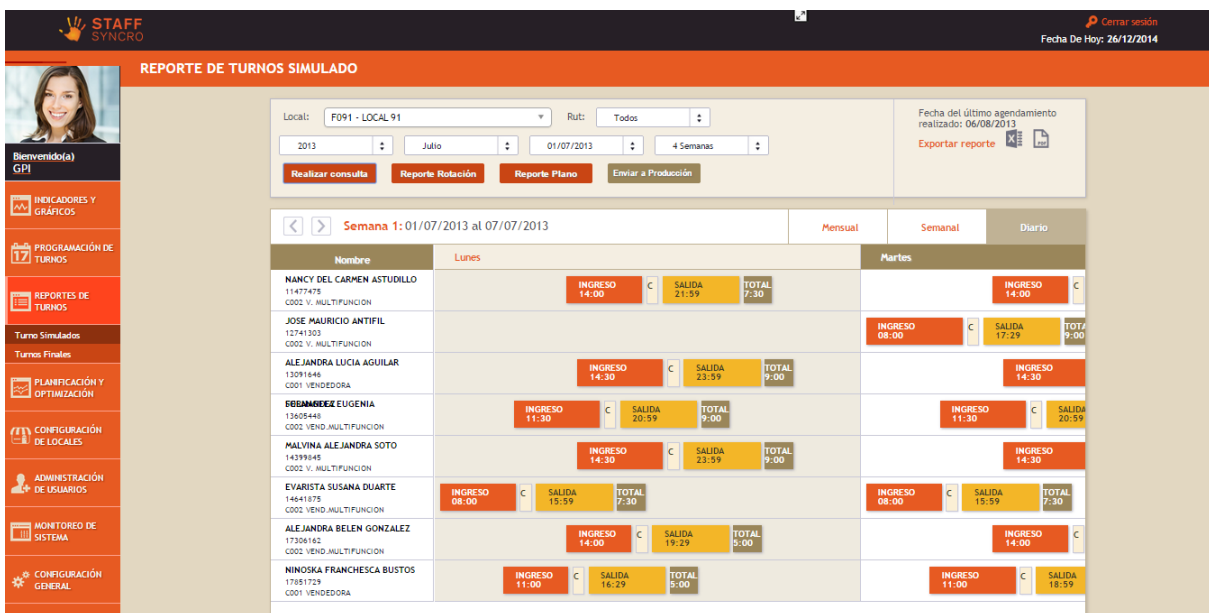 STAFF
SYNCRO
Cerrar sesión
Fecha De Hoy: 26/12/2014
REPORTE DE TURNOS SIMULADO
Bienvenido(a)
GPI
INDICADORES Y
GRÁFICOS
17 PROGRAMACIÓN DE
TURNOS
REPORTES DE
TURNOS
Turno Simulados
Turnos Finales
PLANIFICACIÓN Y
OPTIMIZACIÓN
CONFIGURACIÓN
DE LOCALES
ADMINISTRACIÓN
DE USUARIOS
MONITOREO DE
SISTEMA
CONFIGURACIÓN
GENERAL
Local: F091 - LOCAL 91 Rut: Todos
2013 Julio 01/07/2013 4 Semanas
Realizar consulta Reporte Rotación Reporte Plano Enviar a Producción
Fecha del último agendamiento
realizado: 06/08/2013
Exportar reporte
Semana 1: 01/07/2013 al 07/07/2013 Mensual Semanal Diario
Nombre Lunes Martes
NANCY DEL CARMEN ASTUDILLO
11477475
C002 V. MULTIFUNCION
INGRESO C SALIDA TOTAL INGRESO C
14:00 21:59 7:30 14:00
JOSE MAURICIO ANTIFIL
12741303
C002 V. MULTIFUNCION
INGRESO C SALIDA TOTA
08:00 17:29 9:00
ALEJANDRA LUCIA AGUILAR
13091646
C001 VENDEDORA
INGRESO C SALIDA TOTAL INGRESO
14:30 23:59 9:00 14:30
EUGENIA
13605448
C002 VEND.MULTIFUNCION
INGRESO C SALIDA TOTAL INGRESO C SALIDA
11:30 20:59 9:00 11:30 20:59
MALVINA ALEJANDRA SOTO
14399845
C002 V. MULTIFUNCION
INGRESO C SALIDA TOTAL INGRESO
14:30 23:59 9:00 14:30
EVARISTA SUSANA DUARTE
14641875
C002 VEND.MULTIFUNCION
INGRESO C SALIDA TOTAL INGRESO C SALIDA TOTAL
08:00 15:59 7:30 08:00 15:59 7:30
ALEJANDRA BELEN GONZALEZ
17306162
C002 VEND.MULTIFUNCION
INGRESO C SALIDA TOTAL INGRESO C
14:00 19:29 5:00 14:00
NINOSKA FRANCHESCA BUSTOS
17851729
C001 VENDEDORA
INGRESO C SALIDA TOTAL INGRESO C SALIDA
11:00 16:29 5:00 11:00 18:59